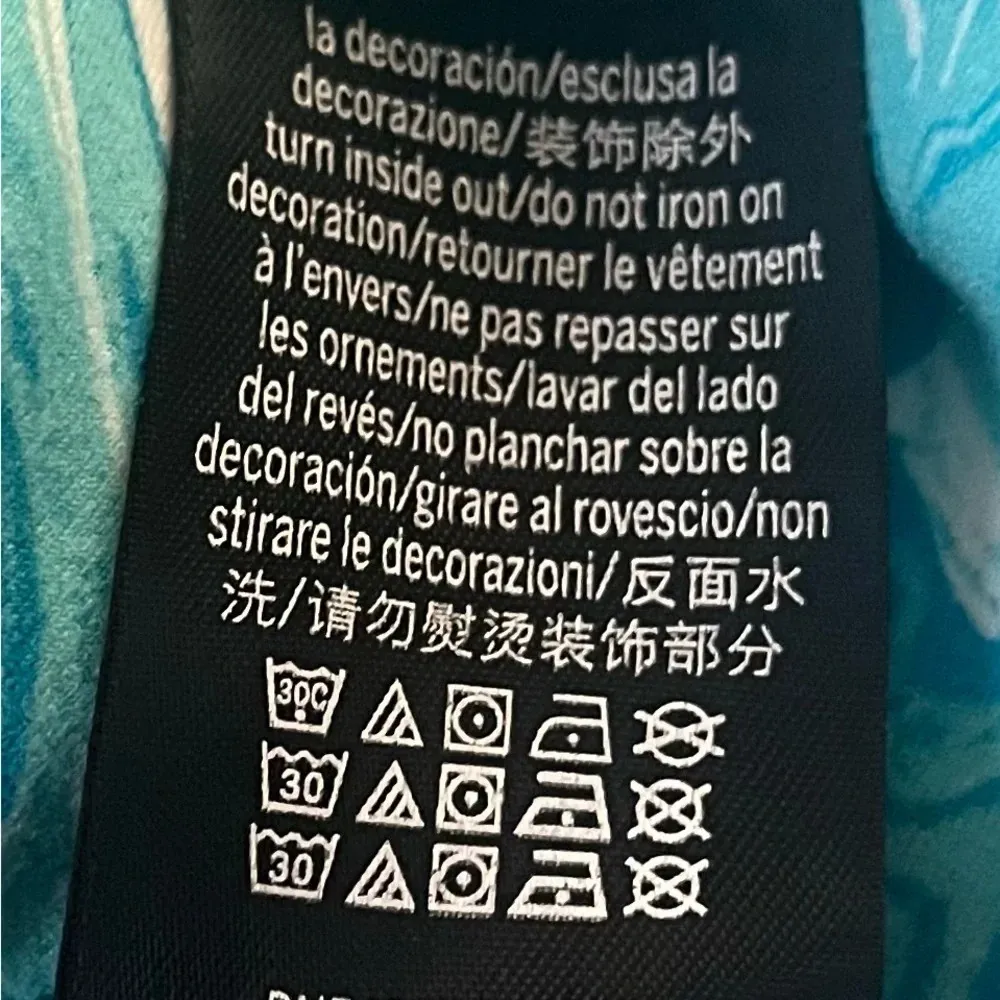 la decoración/esclusa la
decorazione/装饰除外
turn inside out/do not iron on
decoration/retourner le vêtement
à l'envers/ne pas repasser sur
les ornements/lavar del lado
del revés/no planchar sobre la
decoración/girare al rovescio/non
stirare le decorazioni/反面水
洗/请勿熨烫装饰部分
30C
30
30